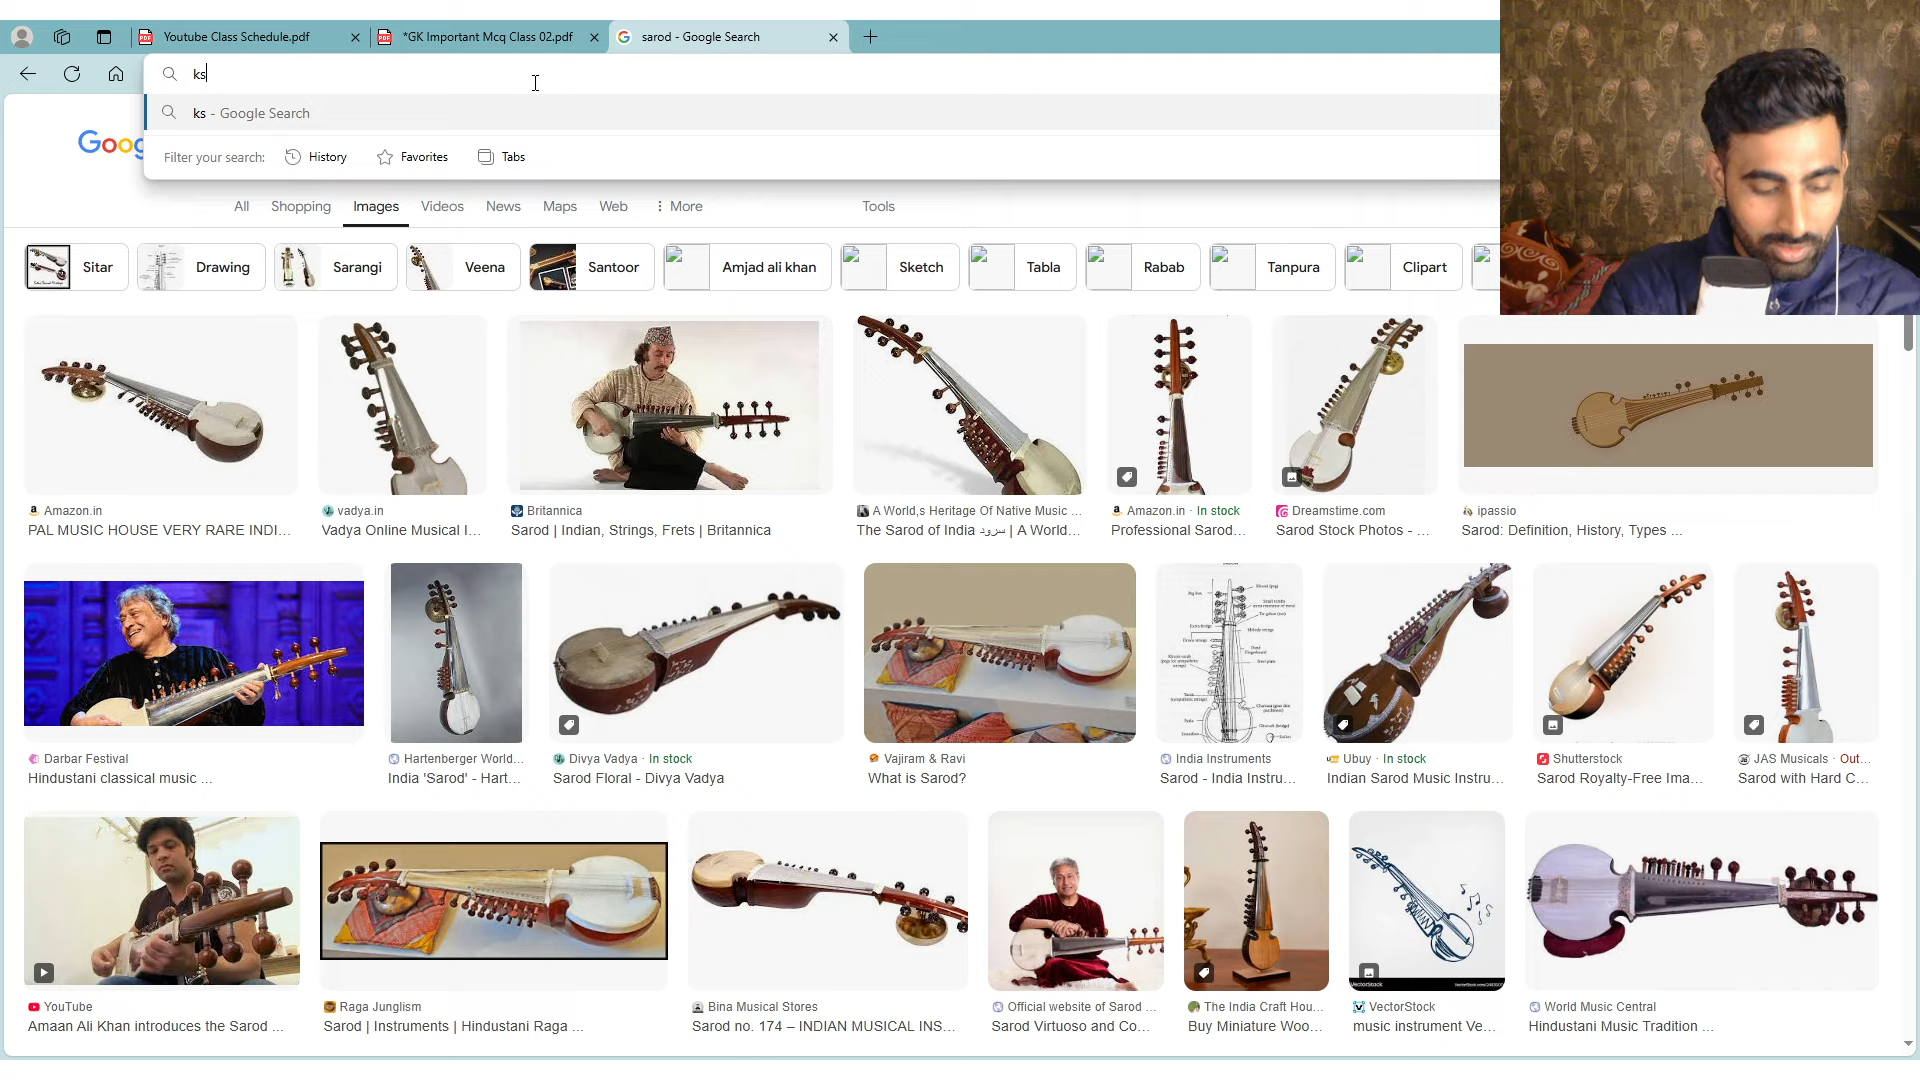 Youtube Class Schedule.pdf
*GK Important Mcq Class 02.pdf
sarod - Google Search
ks
ks - Google Search
Filter your search:
History
Favorites
Tabs
Goog
All
Shopping
Images
Videos
News
Maps
Web
More
Tools
Sitar
Drawing
Sarangi
Veena
Santoor
Amjad ali khan
Sketch
Tabla
Rabab
Tanpura
Clipart
Amazon.in
PAL MUSIC HOUSE VERY RARE INDI...
vadya.in
Vadya Online Musical I...
Britannica
Sarod | Indian, Strings, Frets | Britannica
A World,s Heritage Of Native Music ...
The Sarod of India سرود | A World...
Amazon.in · In stock
Professional Sarod...
Dreamstime.com
Sarod Stock Photos - ...
ipassio
Sarod: Definition, History, Types ...
Darbar Festival
Hindustani classical music ...
Hartenberger World...
India 'Sarod' - Hart...
Divya Vadya · In stock
Sarod Floral - Divya Vadya
Vajiram & Ravi
What is Sarod?
India Instruments
Sarod - India Instru...
Ubuy · In stock
Indian Sarod Music Instru...
Shutterstock
Sarod Royalty-Free Ima...
JAS Musicals · Out...
Sarod with Hard C...
YouTube
Amaan Ali Khan introduces the Sarod ...
Raga Junglism
Sarod | Instruments | Hindustani Raga ...
Bina Musical Stores
Sarod no. 174 – INDIAN MUSICAL INS...
Official website of Sarod ...
Sarod Virtuoso and Co...
The India Craft Hou...
Buy Miniature Woo...
VectorStock
VectorStock
music instrument Ve...
World Music Central
Hindustani Music Tradition ...